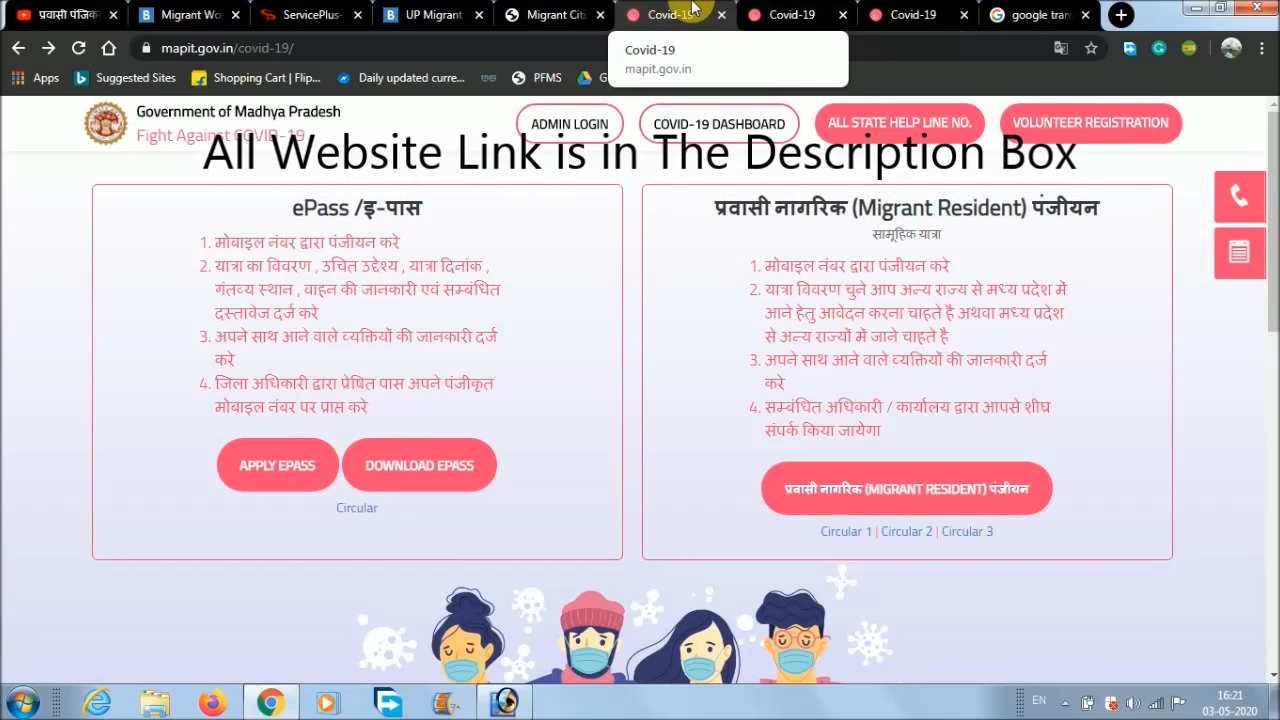 प्रवासी पंजिक
Migrant Wo
ServicePlus-
UP Migrant
Migrant Citi
Covid-19
Covid-19
Covid-19
google tran
mapit.gov.in/covid-19/
Covid-19
mapit.gov.in
Apps
Suggested Sites
Shopping Cart | Flip...
Daily updated curre...
PFMS
Government of Madhya Pradesh
Fight Against COVID-19
ADMIN LOGIN
COVID-19 DASHBOARD
ALL STATE HELP LINE NO.
VOLUNTEER REGISTRATION
All Website Link is in The Description Box
ePass /इ-पास
1. मोबाइल नंबर द्वारा पंजीयन करे
2. यात्रा का विवरण , उचित उद्देश्य , यात्रा दिनांक ,
गंतव्य स्थान , वाहन की जानकारी एवं सम्बंधित
दस्तावेज दर्ज करे
3. अपने साथ आने वाले व्यक्तियों की जानकारी दर्ज
करे
4. जिला अधिकारी द्वारा प्रेषित पास अपने पंजीकृत
मोबाइल नंबर पर प्राप्त करे
APPLY EPASS
DOWNLOAD EPASS
Circular
प्रवासी नागरिक (Migrant Resident) पंजीयन
सामूहिक यात्रा
1. मोबाइल नंबर द्वारा पंजीयन करे
2. यात्रा विवरण चुने आप अन्य राज्य से मध्य प्रदेश में
आने हेतु आवेदन करना चाहते है अथवा मध्य प्रदेश
से अन्य राज्यों में जाने चाहते है
3. अपने साथ आने वाले व्यक्तियों की जानकारी दर्ज
करे
4. सम्बंधित अधिकारी / कार्यालय द्वारा आपसे शीघ्र
संपर्क किया जायेगा
प्रवासी नागरिक (MIGRANT RESIDENT) पंजीयन
Circular 1 | Circular 2 | Circular 3
EN
16:21
03-05-2020